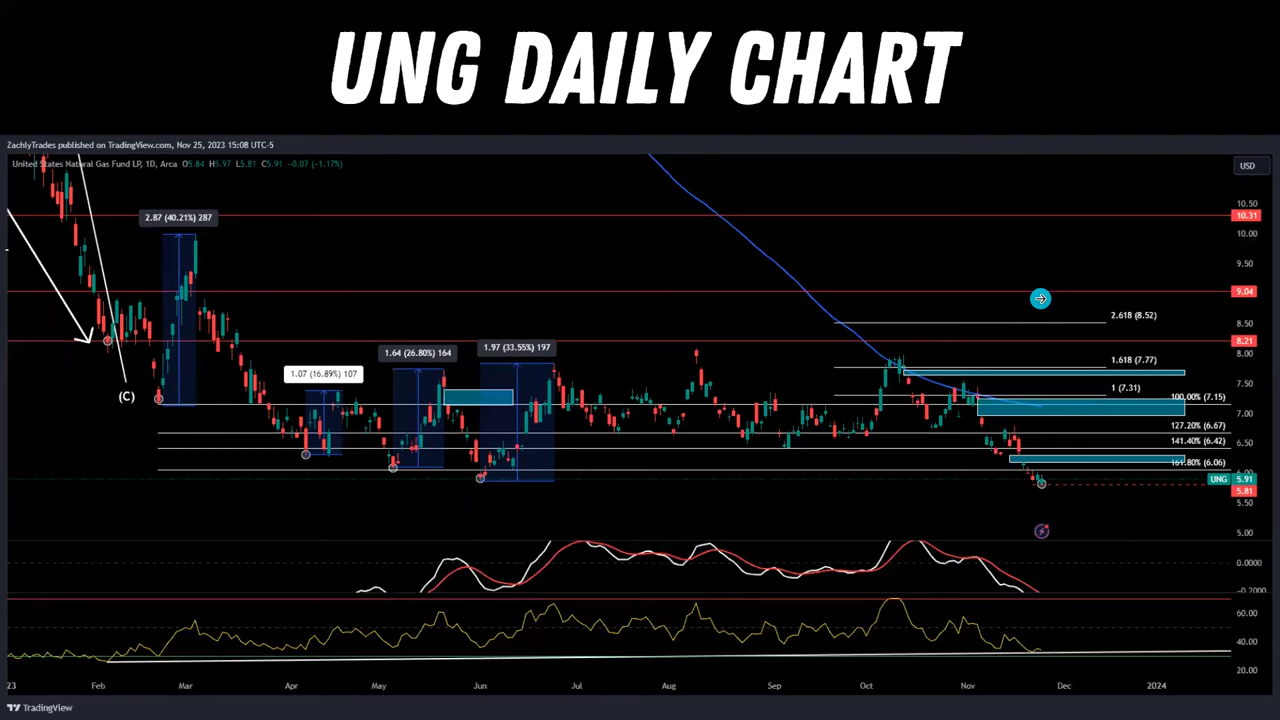 UNG DAILY CHART
ZachlyTrades published on TradingView.com, Nov 25, 2023 15:08 UTC-5
United States Natural Gas Fund LP, 1D, Arca O5.84 H5.97 L5.81 C5.91 -0.07 (-1.17%)
USD
10.50
10.31
2.87 (40.21%) 287
10.00
9.50
9.04
9.00
2.618 (8.52)
8.50
8.21
1.97 (33.55%) 197
1.64 (26.80%) 164
8.00
1.618 (7.77)
1.07 (16.89%) 107
7.50
1 (7.31)
(C)
100.00% (7.15)
7.00
127.20% (6.67)
141.40% (6.42)
6.50
161.80% (6.06)
6.00
UNG 5.91
5.81
5.50
5.00
0.0000
-0.2000
60.00
40.00
20.00
23 Feb Mar Apr May Jun Jul Aug Sep Oct Nov Dec 2024
TradingView